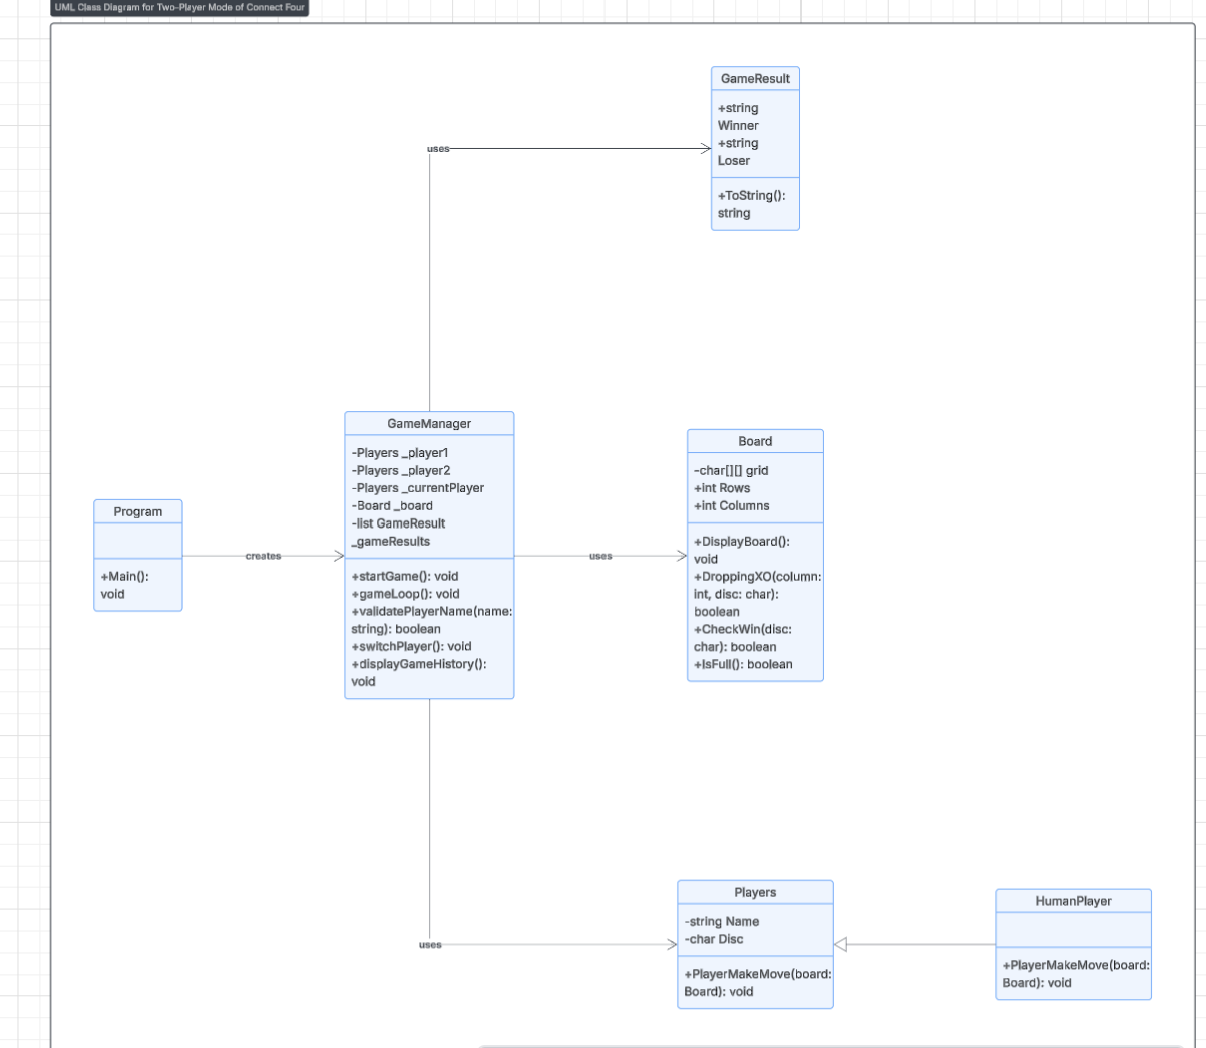 UML Class Diagram for Two-Player Mode of Connect Four
GameResult
+string
Winner
+string
Loser
+ToString():
string
uses
GameManager
-Players _player1
-Players _player2
-Players _currentPlayer
-Board _board
-list GameResult
_gameResults
+startGame(): void
+gameLoop(): void
+validatePlayerName(name:
string): boolean
+switchPlayer(): void
+displayGameHistory():
void
Board
-char[][] grid
+int Rows
+int Columns
+DisplayBoard():
void
+DroppingXO(column:
int, disc: char):
boolean
+CheckWin(disc:
char): boolean
+IsFull(): boolean
Program
+Main():
void
creates
uses
Players
-string Name
-char Disc
+PlayerMakeMove(board:
Board): void
HumanPlayer
+PlayerMakeMove(board:
Board): void
uses